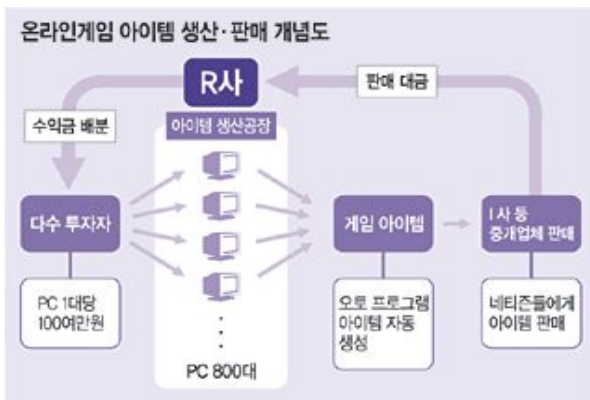 온라인게임 아이템 생산·판매 개념도
R사
판매 대금
수익금 배분
아이템 생산공장
다수 투자자
게임 아이템
I 사 등
중개업체 판매
PC 1대당
100여만원
오토 프로그램
아이템 자동
생성
네티즌들에게
아이템 판매
PC 800대